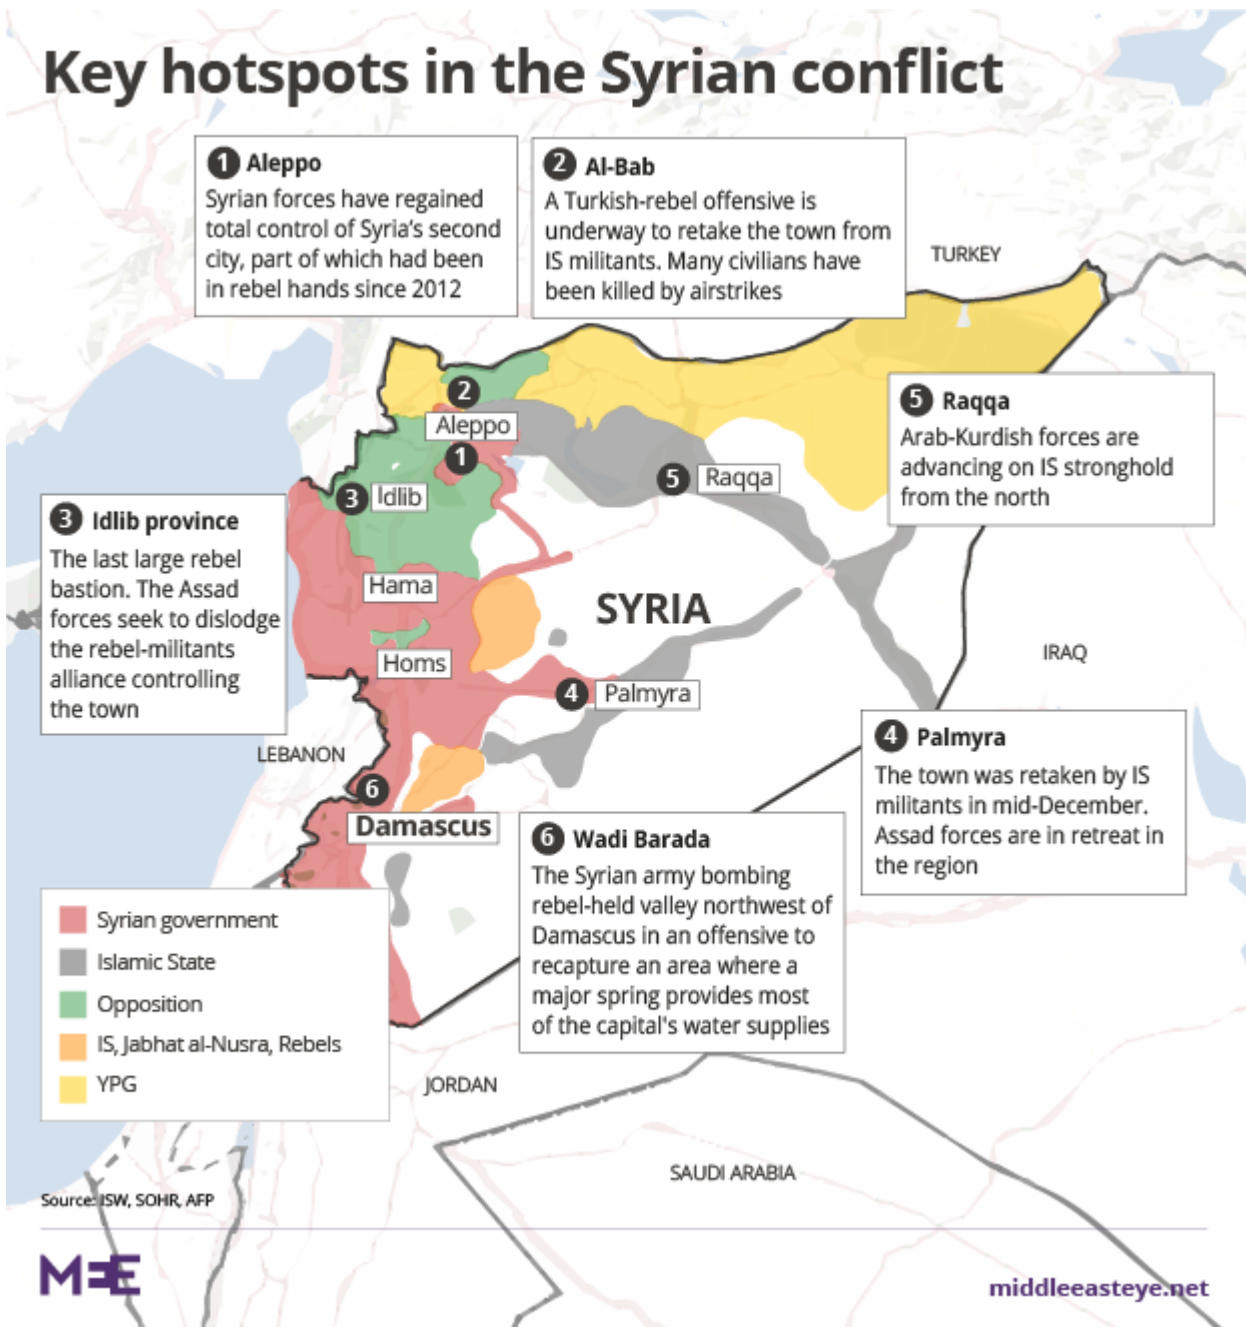 Key hotspots in the Syrian conflict
1 Aleppo
Syrian forces have regained
total control of Syria's second
city, part of which had been
in rebel hands since 2012
2 Al-Bab
A Turkish-rebel offensive is
underway to retake the town from
IS militants. Many civilians have
been killed by airstrikes
TURKEY
5 Raqqa
Arab-Kurdish forces are
advancing on IS stronghold
from the north
2
Aleppo
1
5 Raqqa
3 Idlib
3 Idlib province
The last large rebel
bastion. The Assad
forces seek to dislodge
the rebel-militants
alliance controlling
the town
Hama
SYRIA
Homs
IRAQ
4 Palmyra
LEBANON
4 Palmyra
The town was retaken by IS
militants in mid-December.
Assad forces are in retreat in
the region
6
Damascus
6 Wadi Barada
The Syrian army bombing
rebel-held valley northwest of
Damascus in an offensive to
recapture an area where a
major spring provides most
of the capital's water supplies
Syrian government
Islamic State
Opposition
IS, Jabhat al-Nusra, Rebels
YPG
JORDAN
SAUDI ARABIA
Source: ISW, SOHR, AFP
MEE
middleeasteye.net